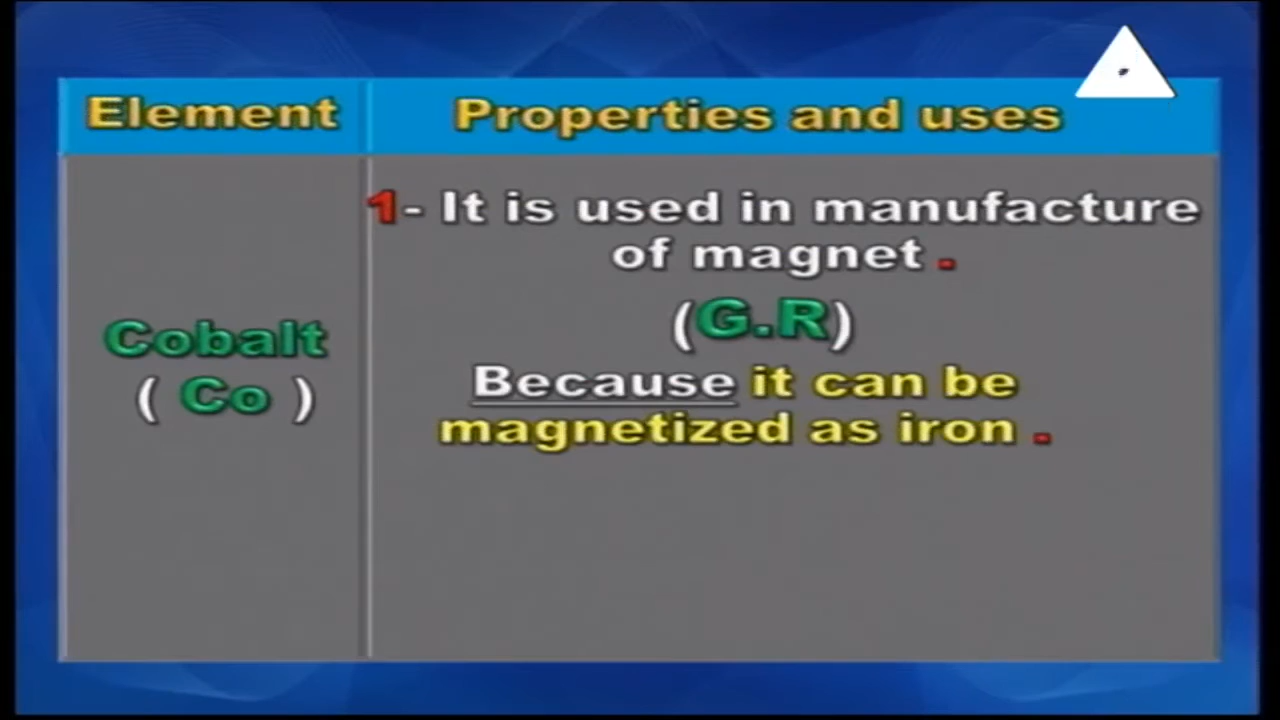 Element
Properties and uses
Cobalt
( Co )
1- It is used in manufacture
of magnet .
(G.R)
Because it can be
magnetized as iron .